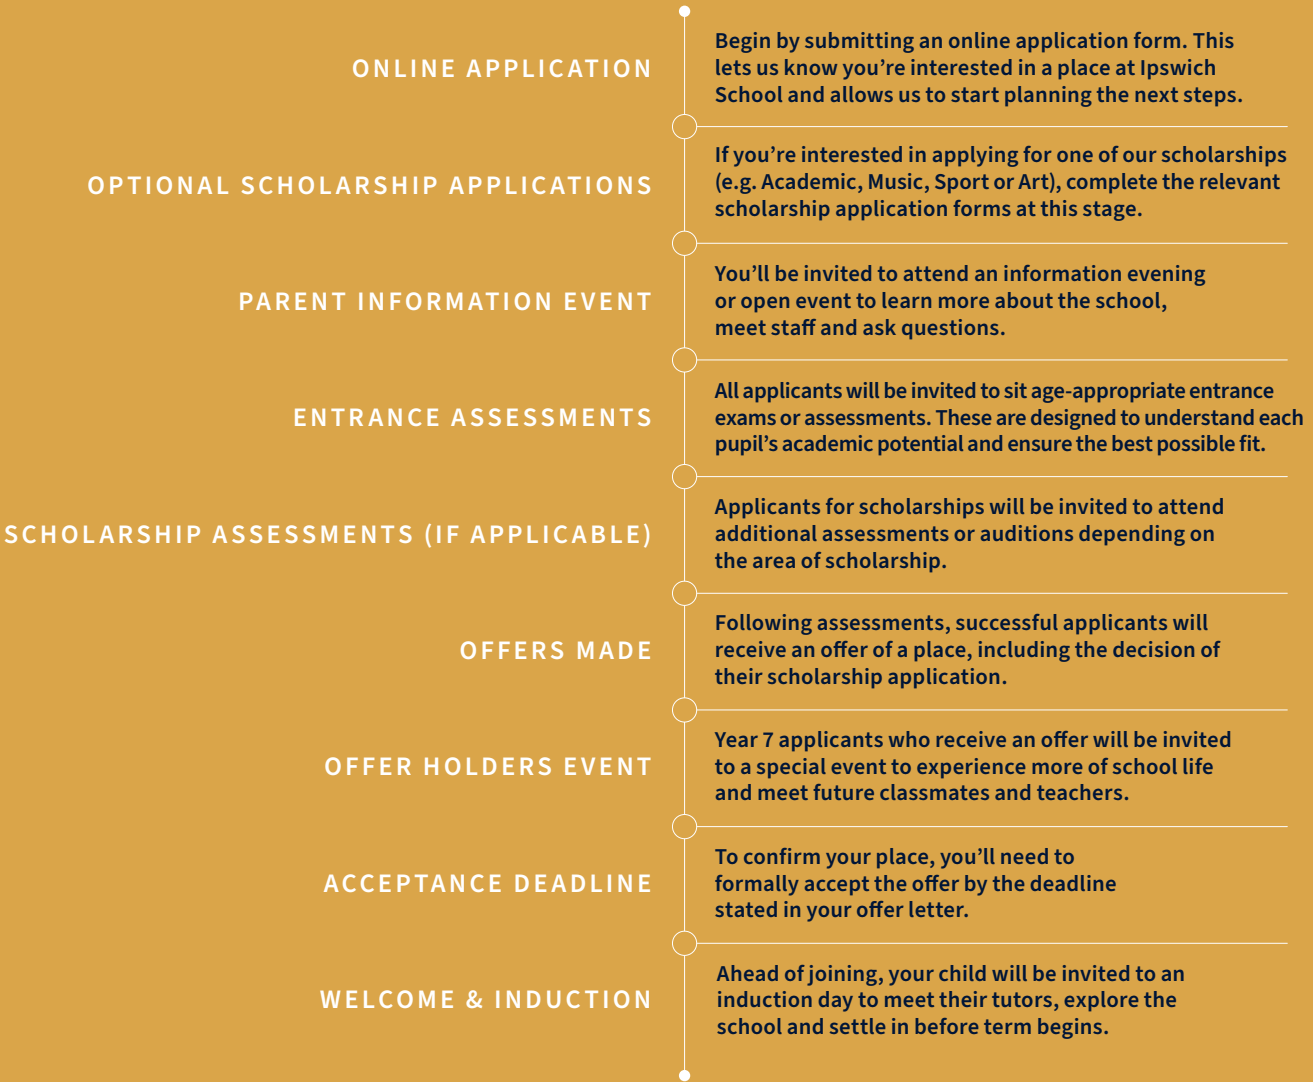 ONLINE APPLICATION
Begin by submitting an online application form. This
lets us know you’re interested in a place at Ipswich
School and allows us to start planning the next steps.
OPTIONAL SCHOLARSHIP APPLICATIONS
If you’re interested in applying for one of our scholarships
(e.g. Academic, Music, Sport or Art), complete the relevant
scholarship application forms at this stage.
PARENT INFORMATION EVENT
You’ll be invited to attend an information evening
or open event to learn more about the school,
meet staff and ask questions.
ENTRANCE ASSESSMENTS
All applicants will be invited to sit age-appropriate entrance
exams or assessments. These are designed to understand each
pupil’s academic potential and ensure the best possible fit.
SCHOLARSHIP ASSESSMENTS (IF APPLICABLE)
Applicants for scholarships will be invited to attend
additional assessments or auditions depending on
the area of scholarship.
OFFERS MADE
Following assessments, successful applicants will
receive an offer of a place, including the decision of
their scholarship application.
OFFER HOLDERS EVENT
Year 7 applicants who receive an offer will be invited
to a special event to experience more of school life
and meet future classmates and teachers.
ACCEPTANCE DEADLINE
To confirm your place, you’ll need to
formally accept the offer by the deadline
stated in your offer letter.
WELCOME & INDUCTION
Ahead of joining, your child will be invited to an
induction day to meet their tutors, explore the
school and settle in before term begins.